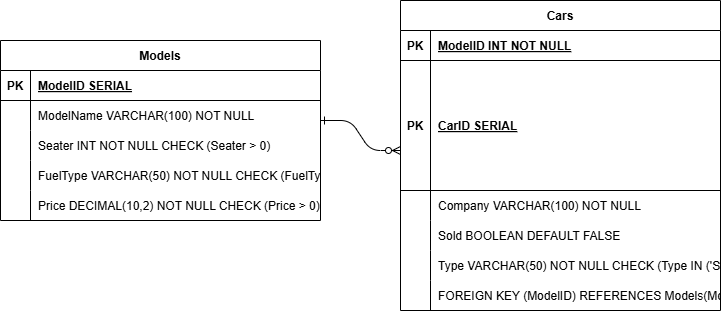 Models
PK ModelID SERIAL
ModelName VARCHAR(100) NOT NULL
Seater INT NOT NULL CHECK (Seater > 0)
FuelType VARCHAR(50) NOT NULL CHECK (FuelTy
Price DECIMAL(10,2) NOT NULL CHECK (Price > 0)
Cars
PK ModelID INT NOT NULL
PK CarID SERIAL
Company VARCHAR(100) NOT NULL
Sold BOOLEAN DEFAULT FALSE
Type VARCHAR(50) NOT NULL CHECK (Type IN ('S
FOREIGN KEY (ModelID) REFERENCES Models(Mo